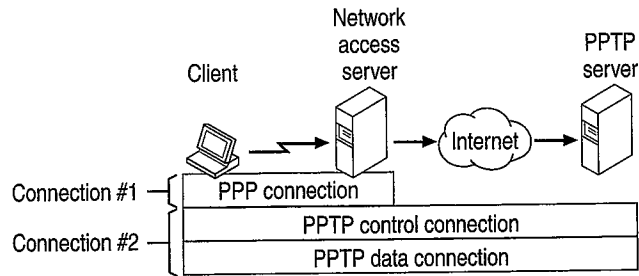 Network
access
server
PPTP
server
Client
Internet
Connection #1
PPP connection
PPTP control connection
Connection #2
PPTP data connection